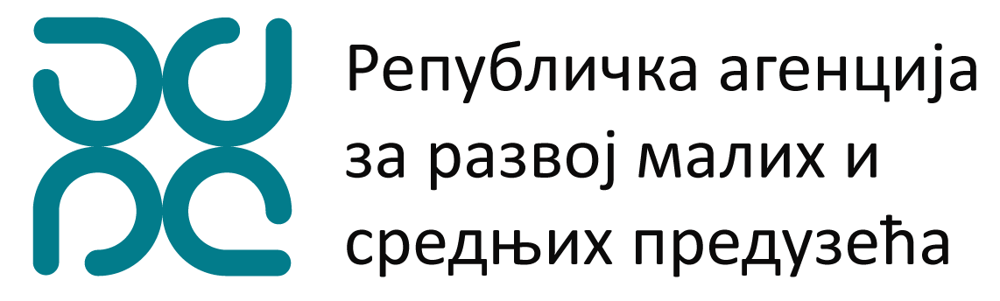 Републичка агенција
за развој малих и
средњих предузећа